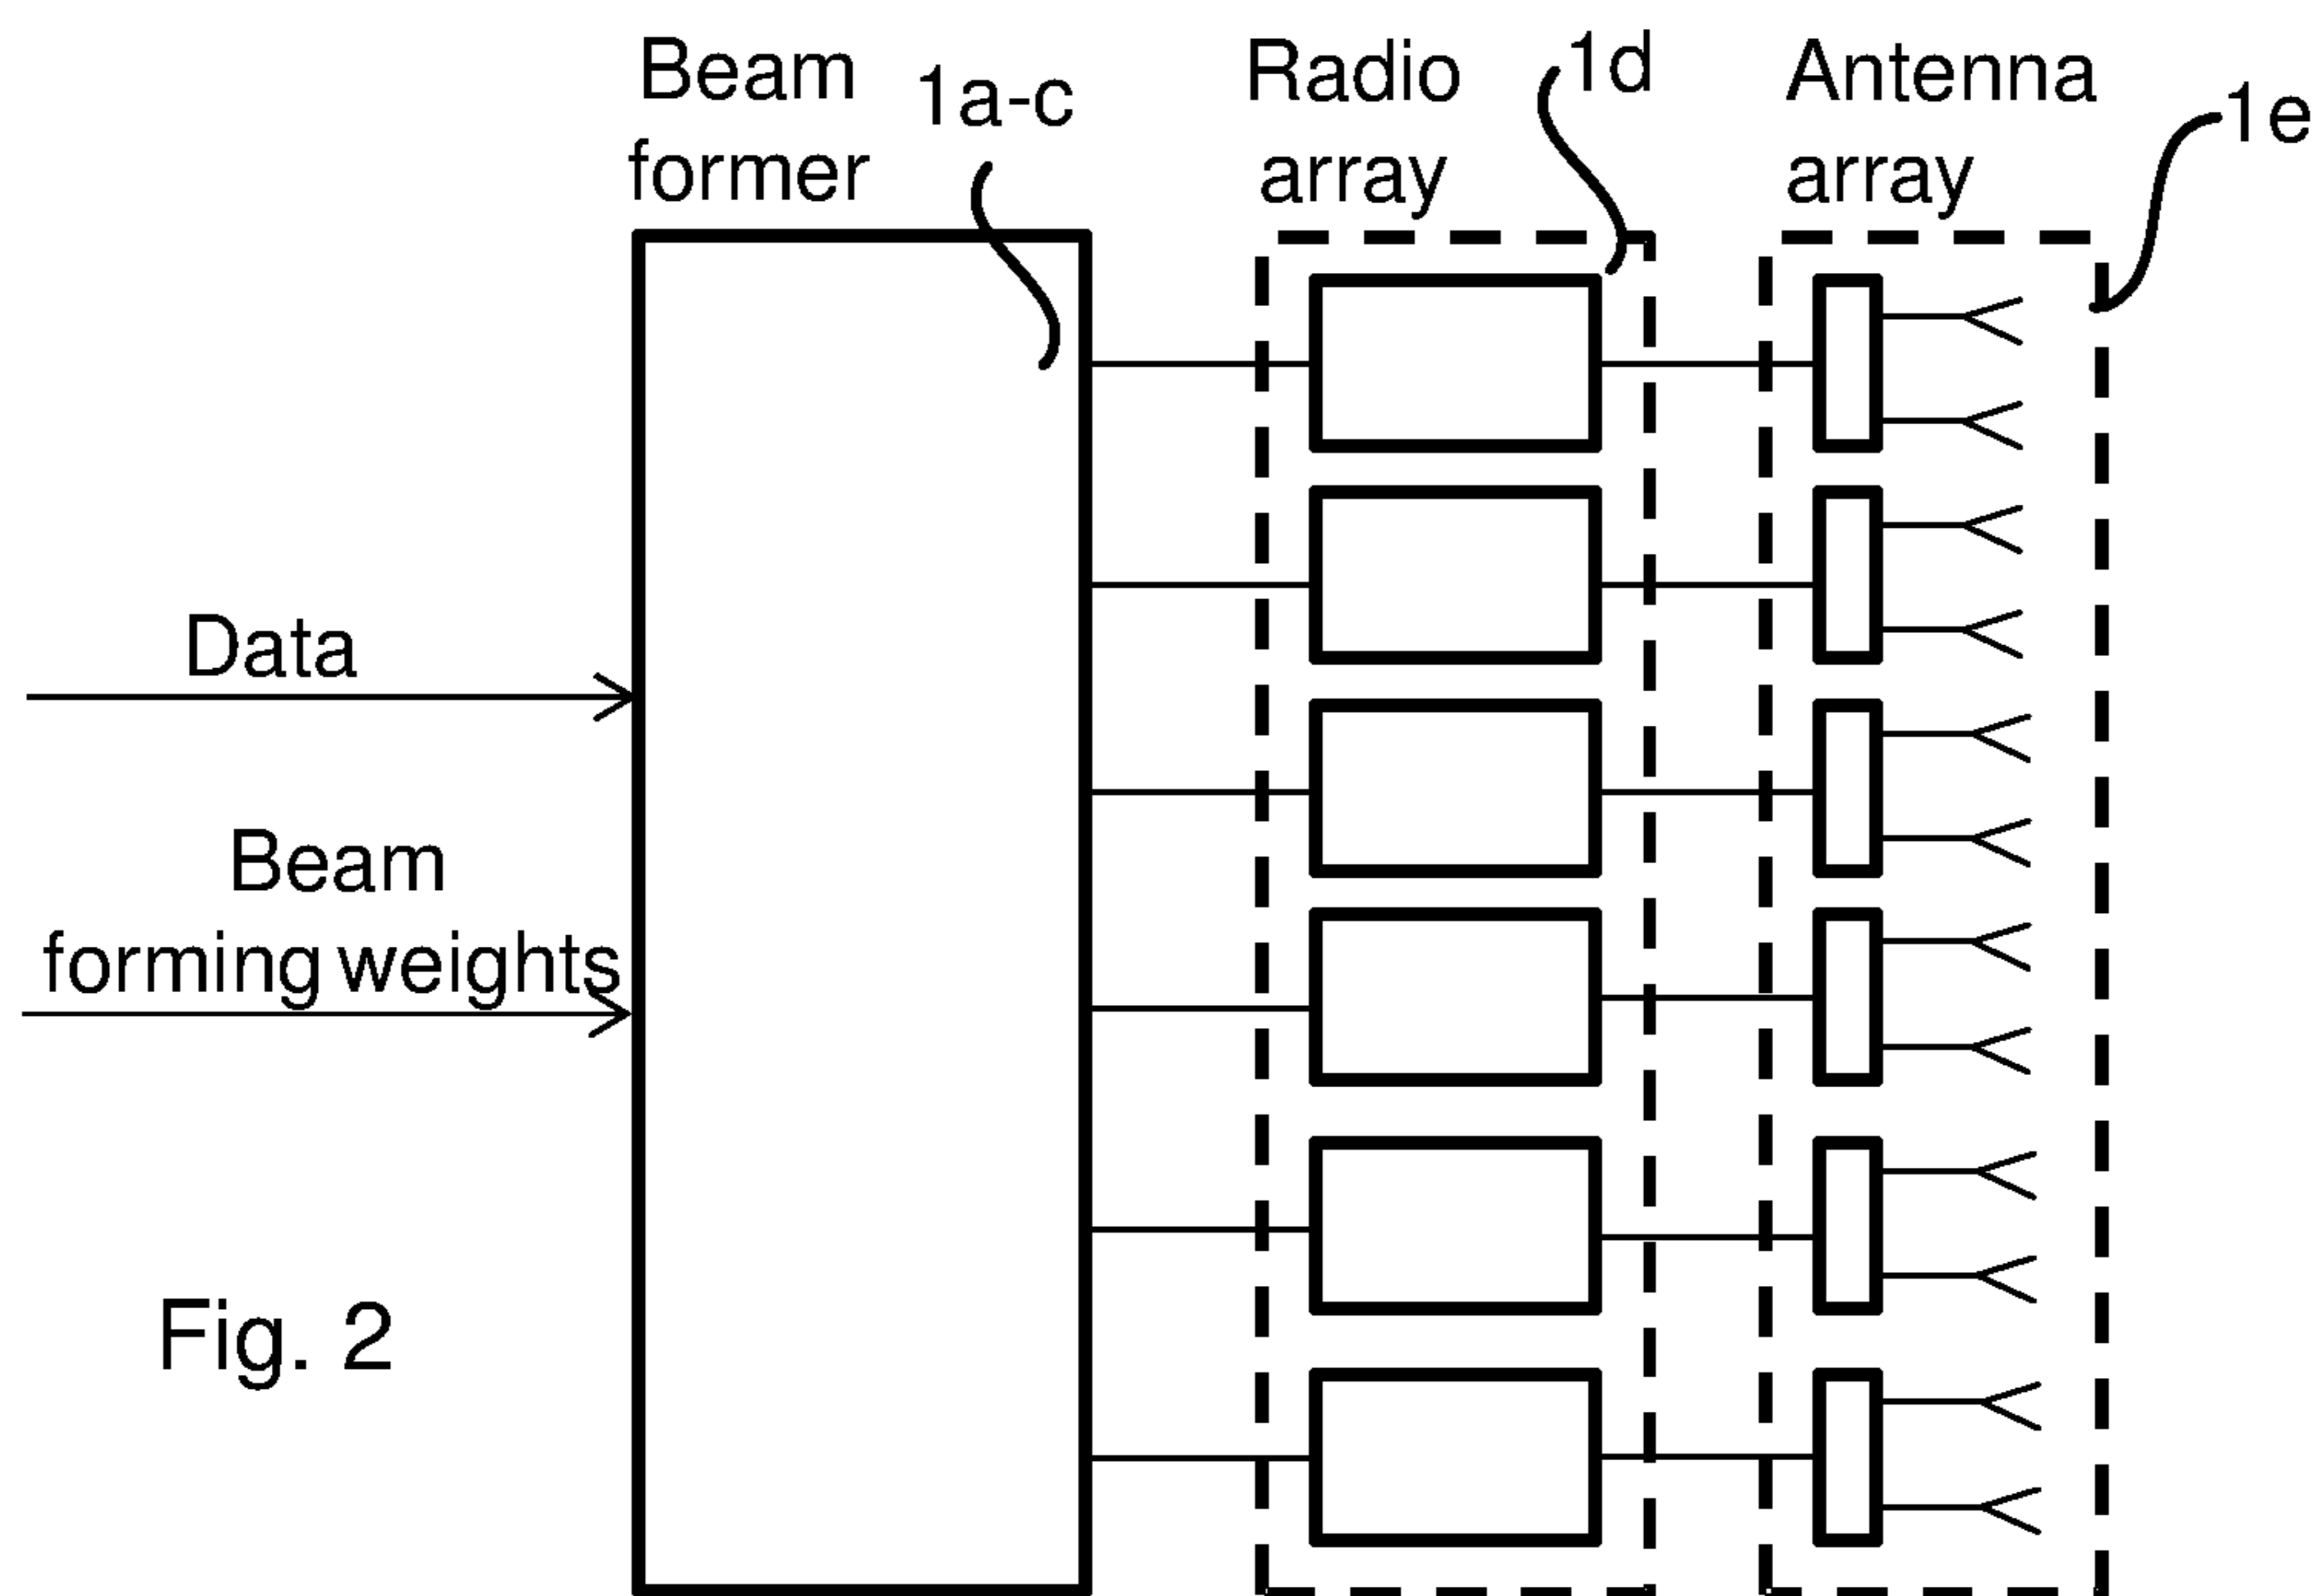 Beam
former
1a-c
Radio
array
1d
Antenna
array
1e
Data
Beam
forming weights
Fig. 2